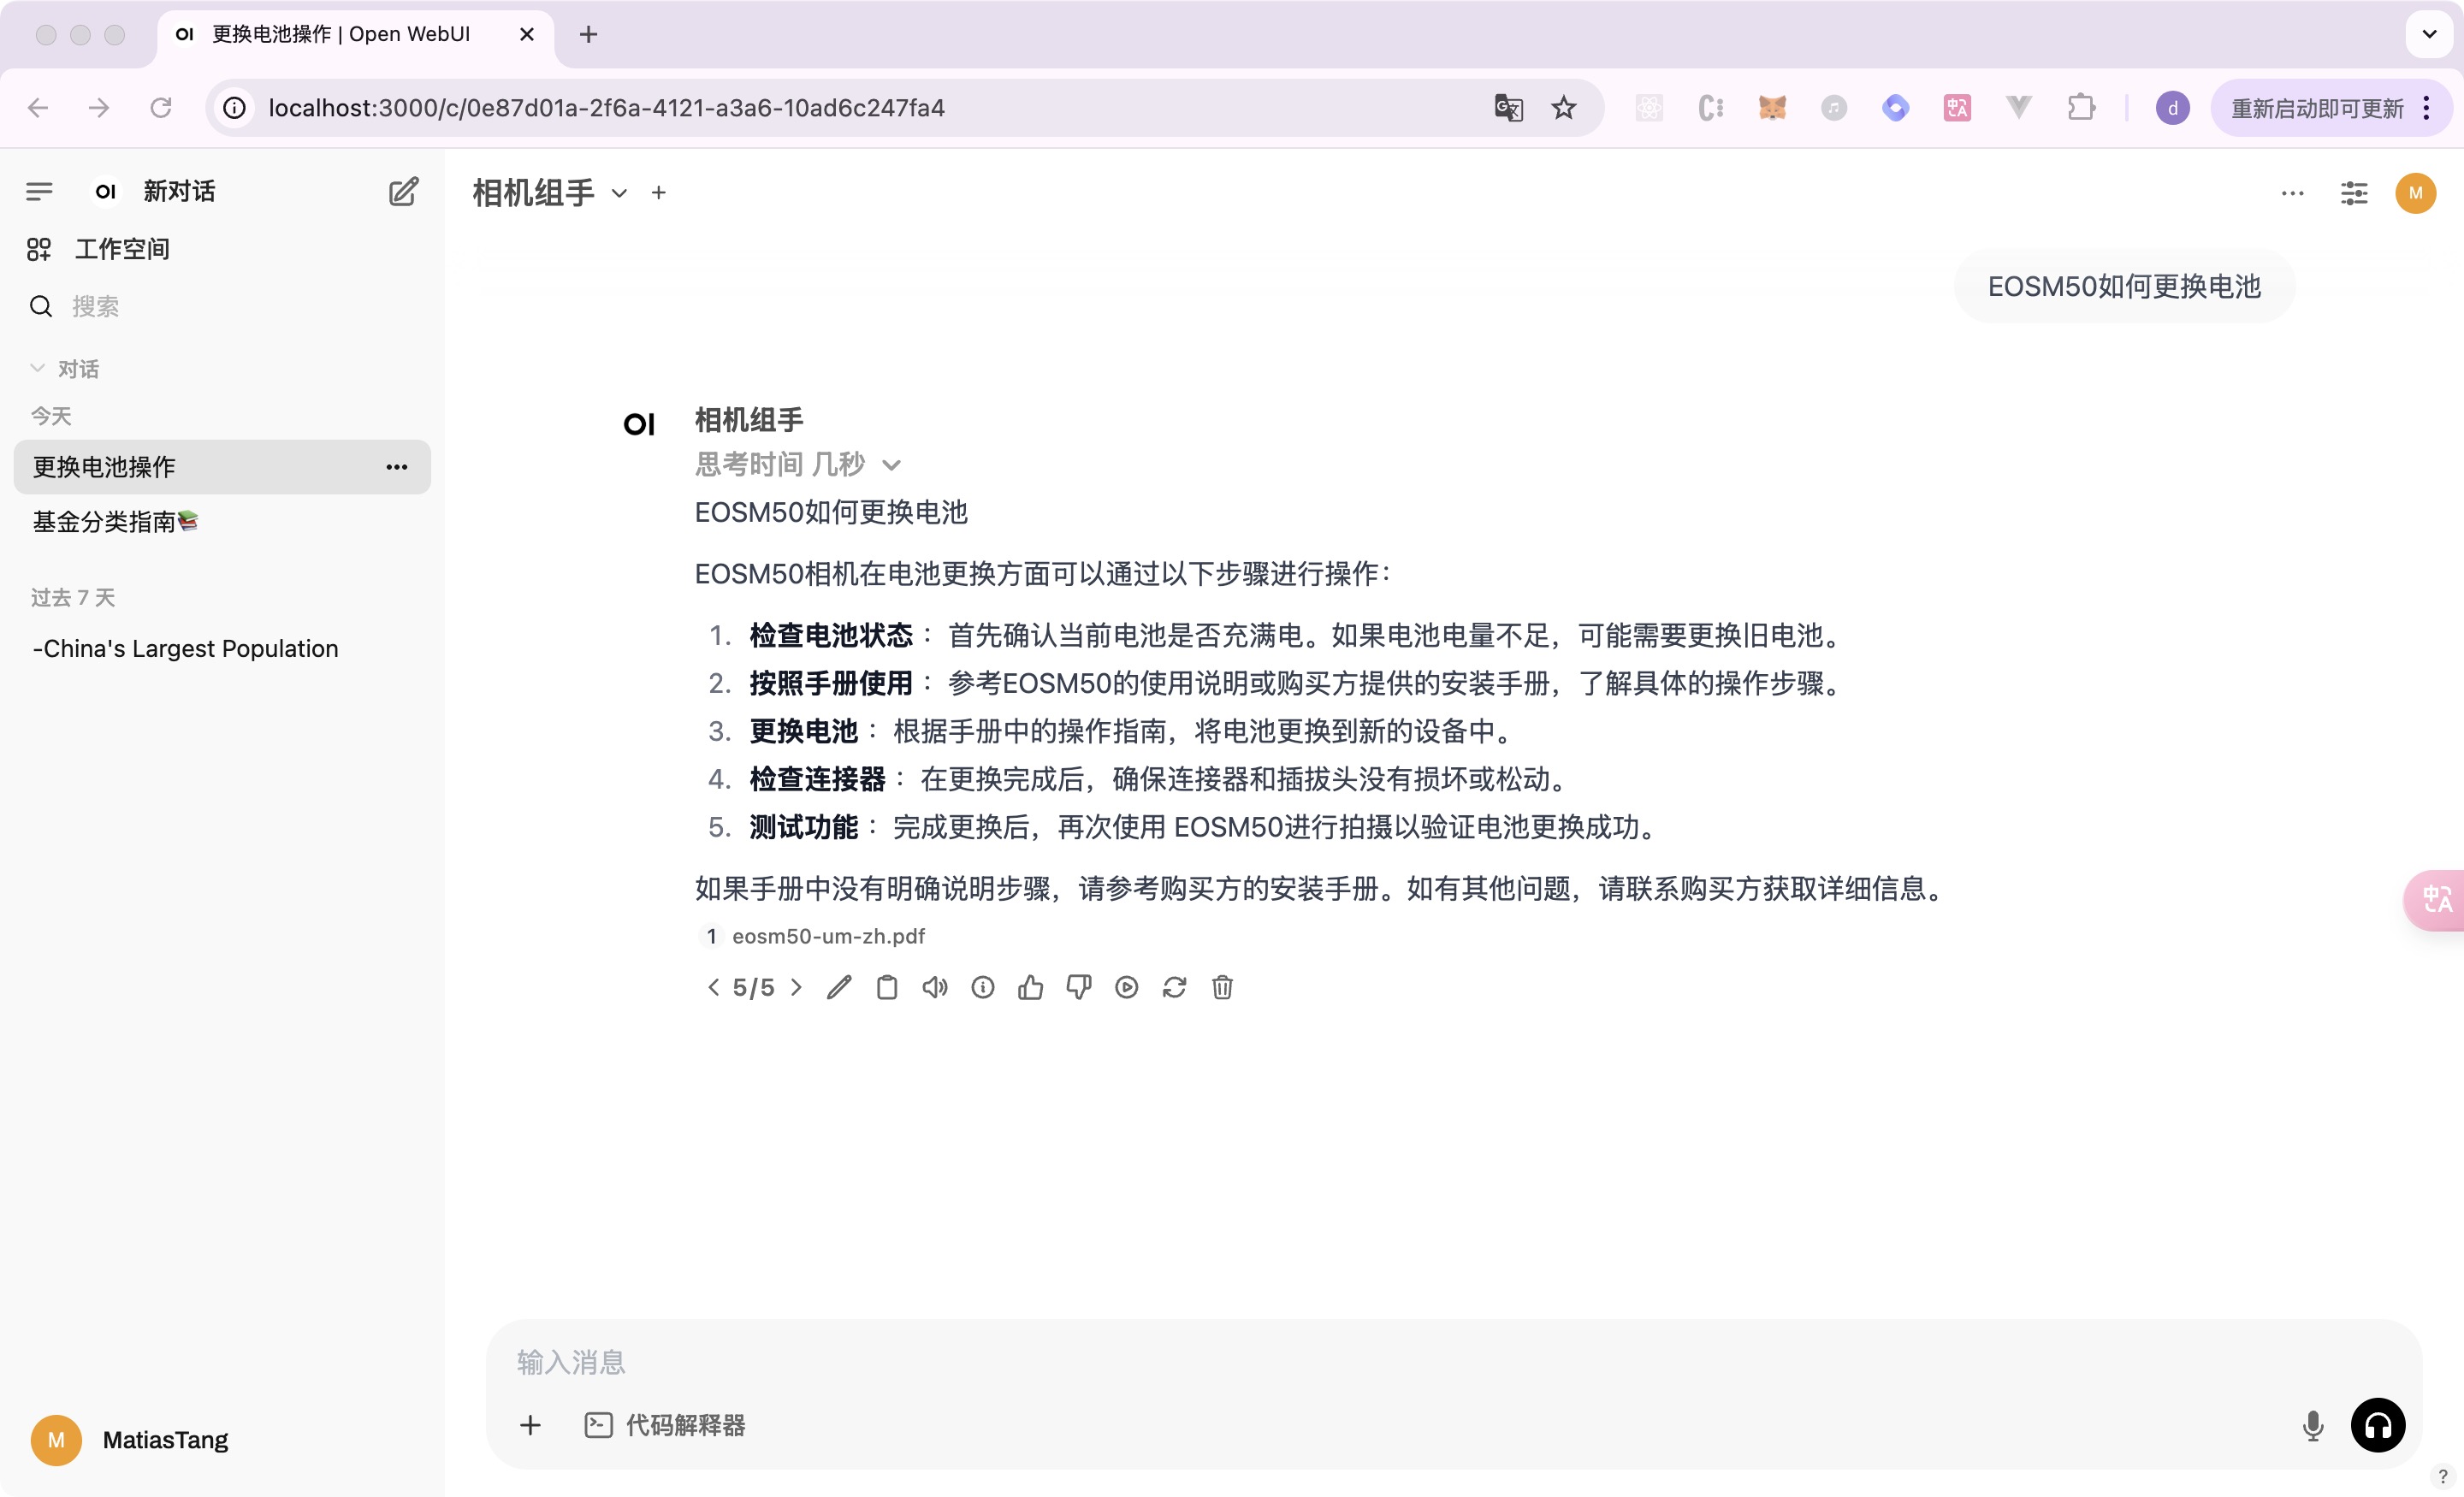 OI 更换电池操作 | Open WebUI
localhost:3000/c/0e87d01a-2f6a-4121-a3a6-10ad6c247fa4
d
重新启动即可更新
OI 新对话
工作空间
搜索
对话
今天
更换电池操作
基金分类指南
过去 7 天
-China's Largest Population
M MatiasTang
相机组手
M
EOSM50如何更换电池
OI 相机组手
思考时间 几秒
EOSM50如何更换电池
EOSM50相机在电池更换方面可以通过以下步骤进行操作：
1. 检查电池状态： 首先确认当前电池是否充满电。如果电池电量不足，可能需要更换旧电池。
2. 按照手册使用： 参考EOSM50的使用说明或购买方提供的安装手册，了解具体的操作步骤。
3. 更换电池： 根据手册中的操作指南，将电池更换到新的设备中。
4. 检查连接器： 在更换完成后，确保连接器和插拔头没有损坏或松动。
5. 测试功能： 完成更换后，再次使用 EOSM50进行拍摄以验证电池更换成功。
如果手册中没有明确说明步骤，请参考购买方的安装手册。如有其他问题，请联系购买方获取详细信息。
1 eosm50-um-zh.pdf
5/5
输入消息
代码解释器
?